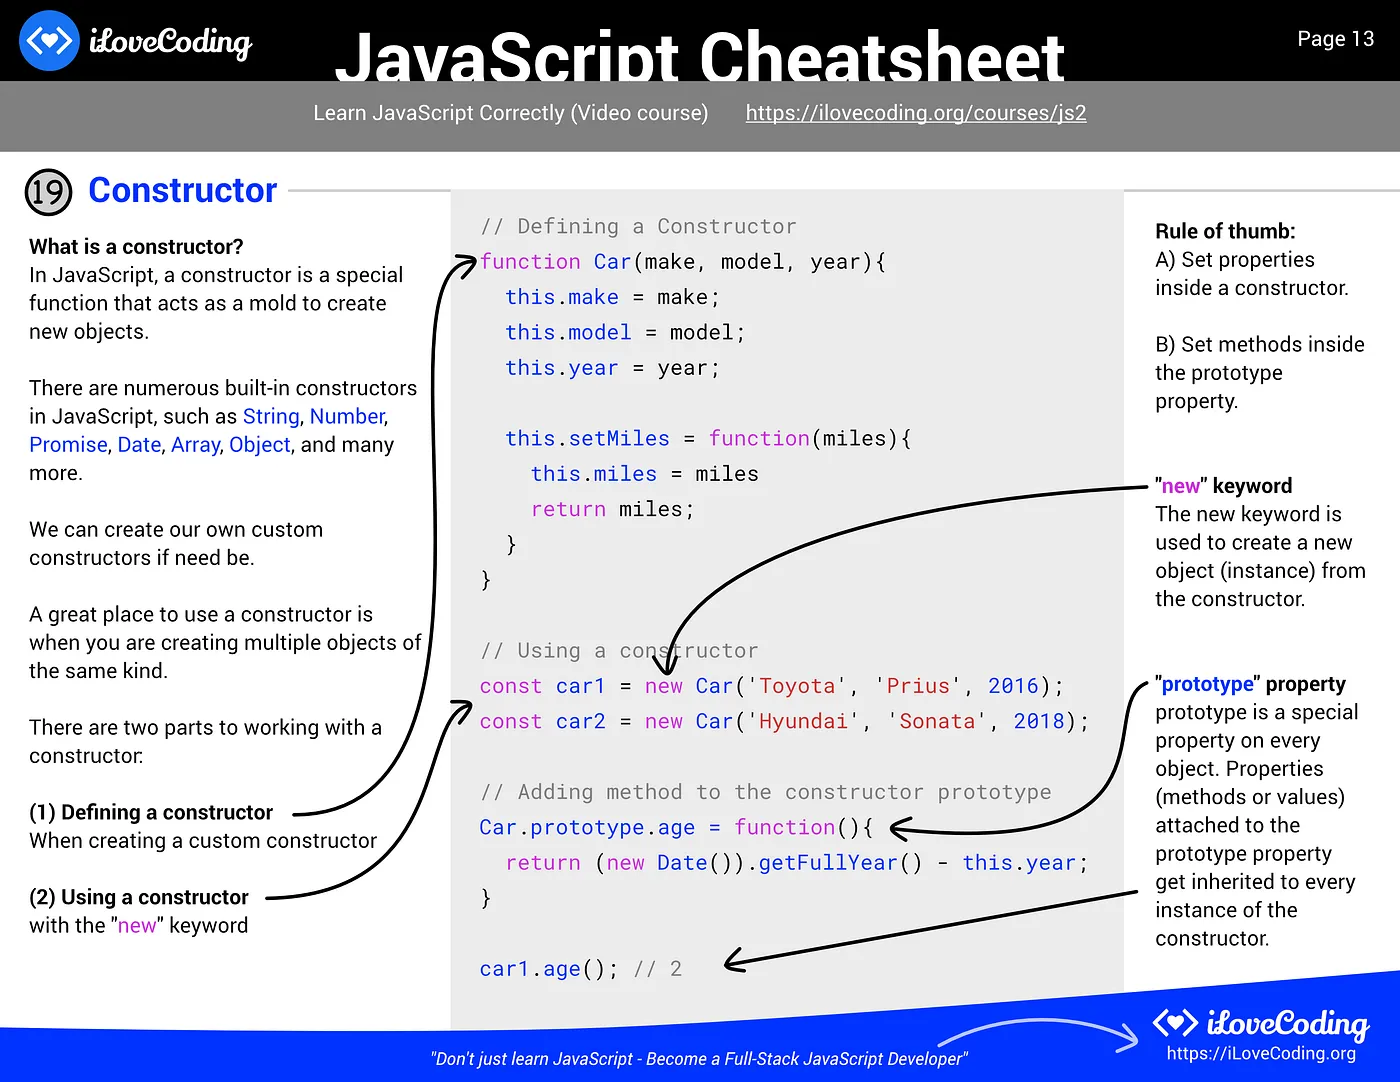 iLoveCoding
JavaScript Cheatsheet
Page 13
Learn JavaScript Correctly (Video course)
https://ilovecoding.org/courses/js2
19
Constructor
What is a constructor?
In JavaScript, a constructor is a special
function that acts as a mold to create
new objects.
There are numerous built-in constructors
in JavaScript, such as String, Number,
Promise, Date, Array, Object, and many
more.
We can create our own custom
constructors if need be.
A great place to use a constructor is
when you are creating multiple objects of
the same kind.
There are two parts to working with a
constructor:
(1) Defining a constructor
When creating a custom constructor
(2) Using a constructor
with the "new" keyword
// Defining a Constructor
function Car(make, model, year){
  this.make = make;
  this.model = model;
  this.year = year;
  this.setMiles = function(miles){
    this.miles = miles
    return miles;
  }
}
// Using a constructor
const car1 = new Car('Toyota', 'Prius', 2016);
const car2 = new Car('Hyundai', 'Sonata', 2018);
// Adding method to the constructor prototype
Car.prototype.age = function(){
  return (new Date()).getFullYear() - this.year;
}
car1.age(); // 2
Rule of thumb:
A) Set properties
inside a constructor.
B) Set methods inside
the prototype
property.
"new" keyword
The new keyword is
used to create a new
object (instance) from
the constructor.
"prototype" property
prototype is a special
property on every
object. Properties
(methods or values)
attached to the
prototype property
get inherited to every
instance of the
constructor.
"Don't just learn JavaScript - Become a Full-Stack JavaScript Developer"
iLoveCoding
https://iLoveCoding.org